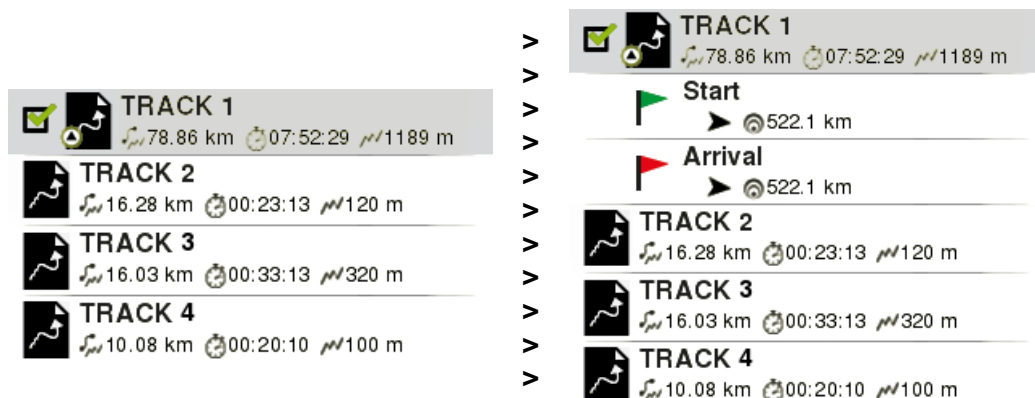 TRACK 1
78.86 km 07:52:29 1189 m
TRACK 2
16.28 km 00:23:13 120 m
TRACK 3
16.03 km 00:33:13 320 m
TRACK 4
10.08 km 00:20:10 100 m
>
>
>
>
>
>
>
>
>
>
>
TRACK 1
78.86 km 07:52:29 1189 m
Start
522.1 km
Arrival
522.1 km
TRACK 2
16.28 km 00:23:13 120 m
TRACK 3
16.03 km 00:33:13 320 m
TRACK 4
10.08 km 00:20:10 100 m